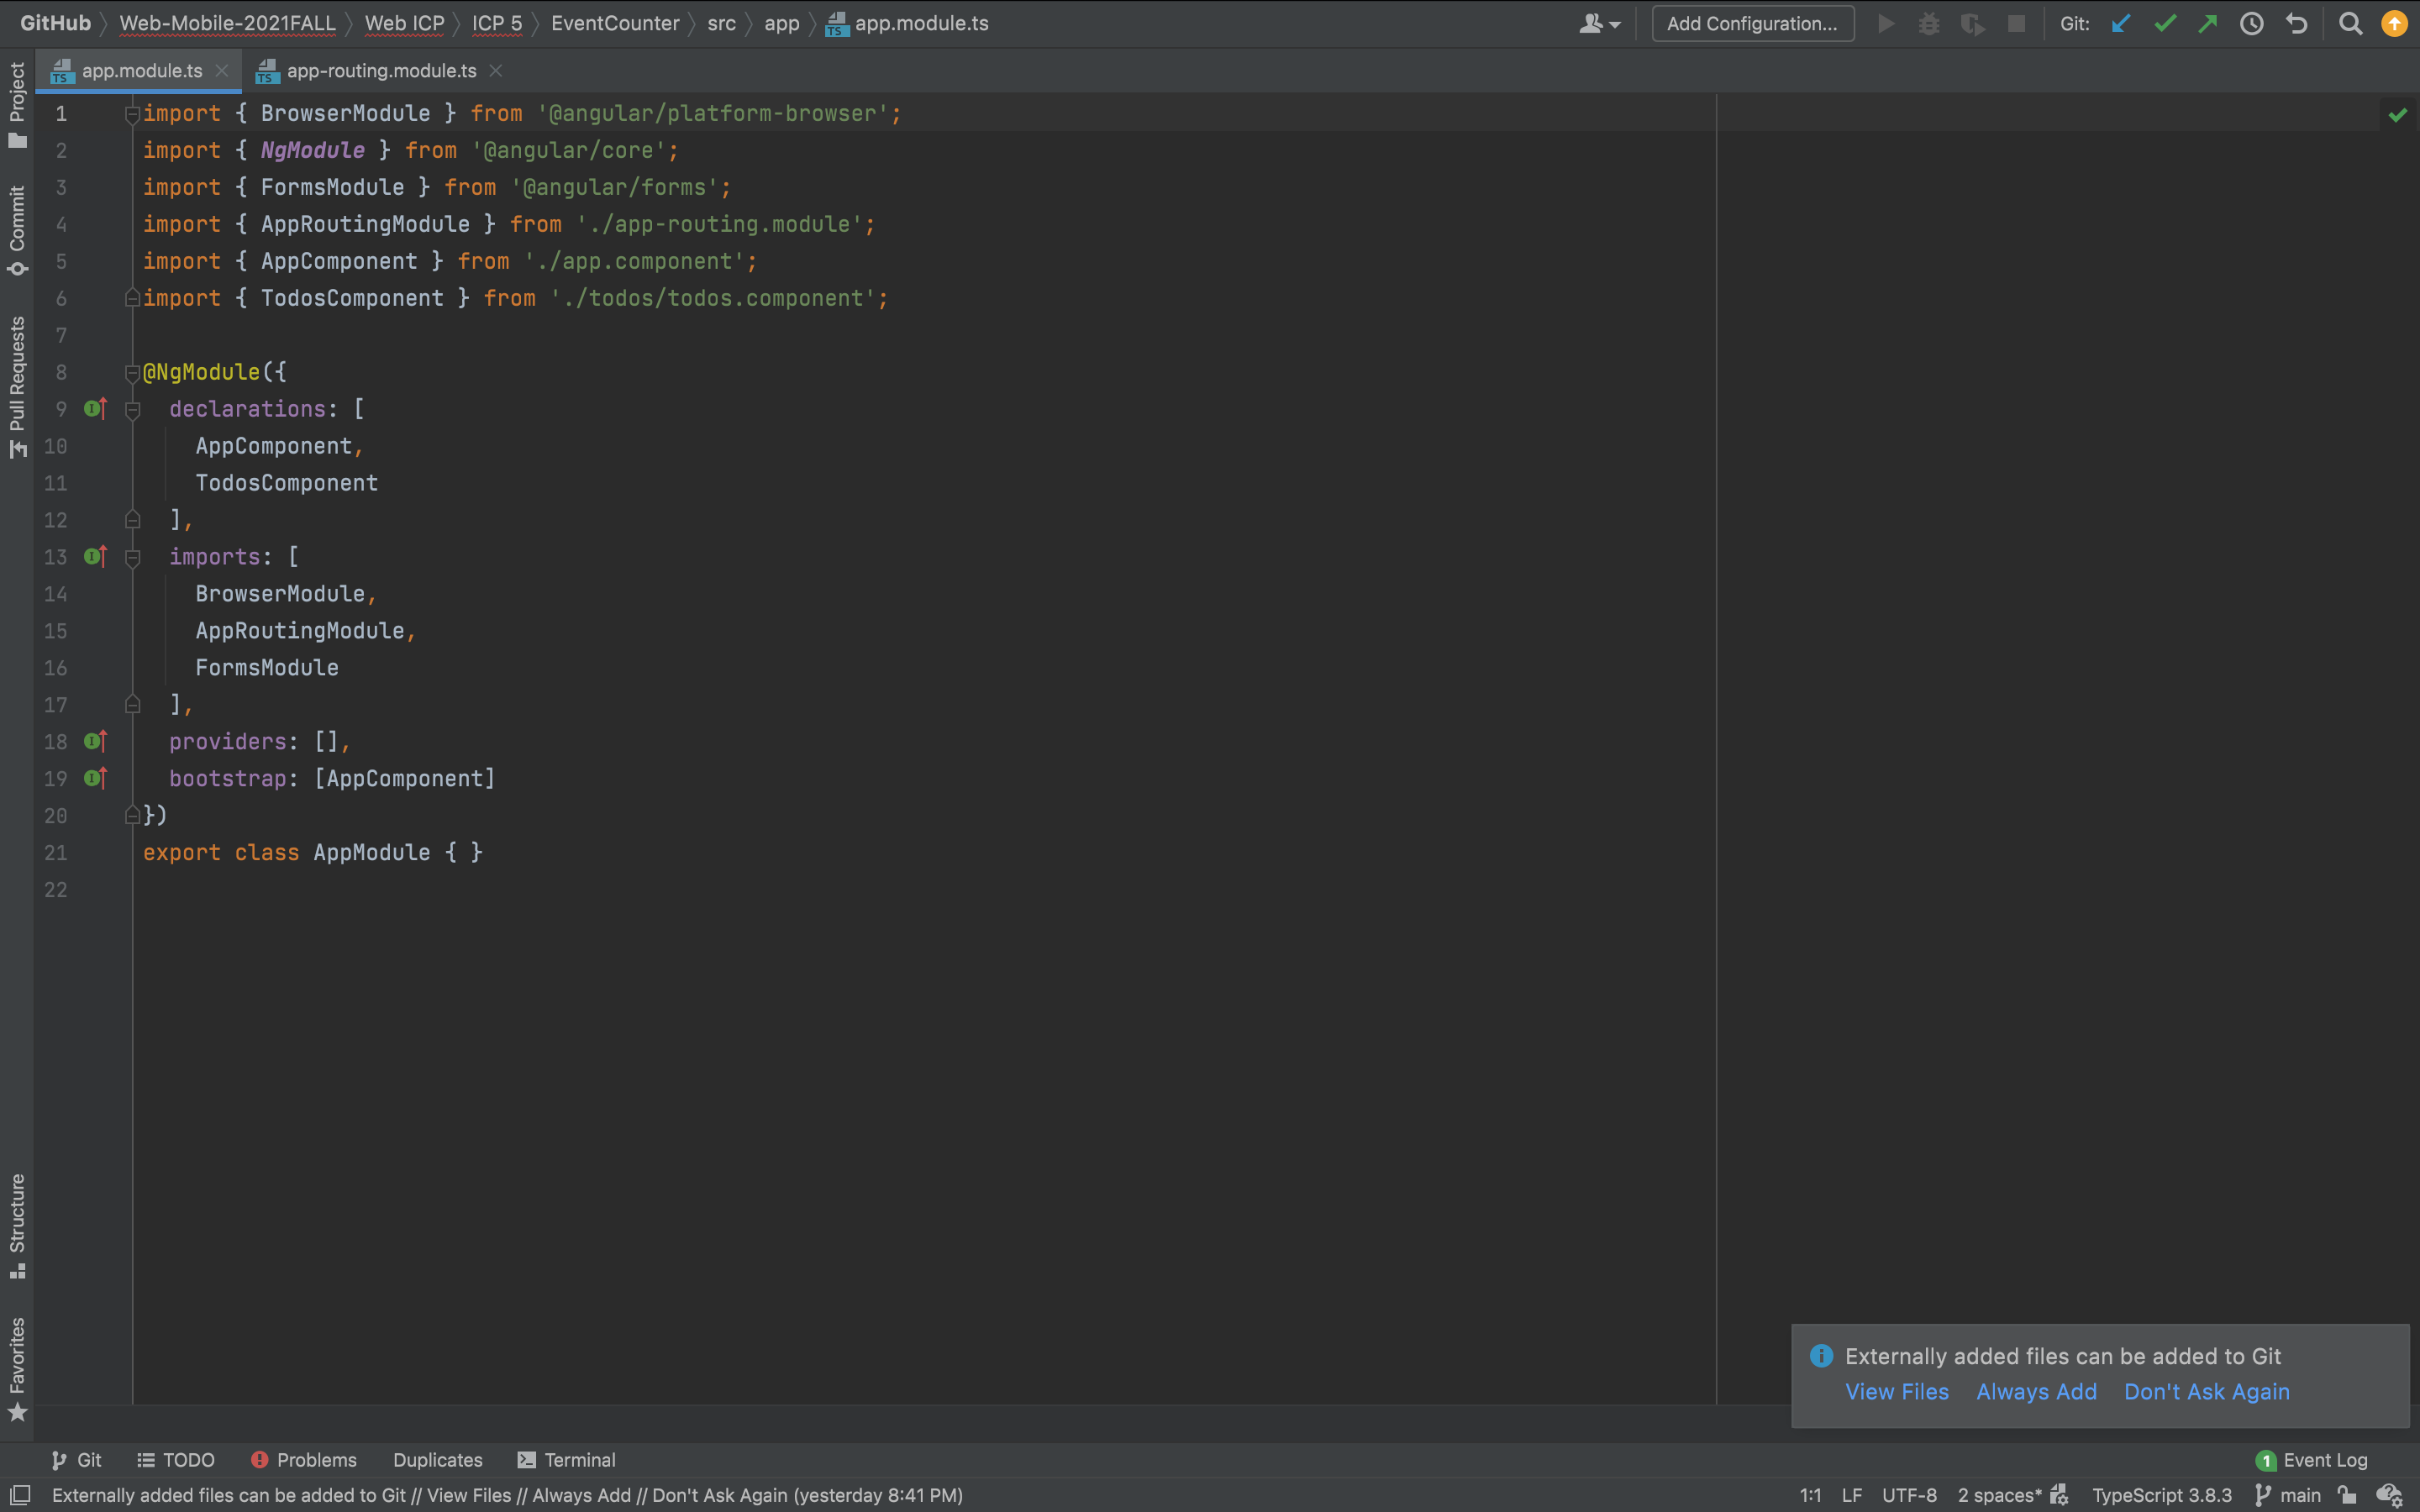 GitHub Web-Mobile-2021FALL Web ICP ICP 5 EventCounter src app app.module.ts Add Configuration... Git:
app.module.ts app-routing.module.ts
Project
Commit
Pull Requests
Structure
Favorites
1 import { BrowserModule } from '@angular/platform-browser';
2 import { NgModule } from '@angular/core';
3 import { FormsModule } from '@angular/forms';
4 import { AppRoutingModule } from './app-routing.module';
5 import { AppComponent } from './app.component';
6 import { TodosComponent } from './todos/todos.component';
7
8 @NgModule({
9 declarations: [
10 AppComponent,
11 TodosComponent
12 ],
13 imports: [
14 BrowserModule,
15 AppRoutingModule,
16 FormsModule
17 ],
18 providers: [],
19 bootstrap: [AppComponent]
20 })
21 export class AppModule { }
22
Externally added files can be added to Git
View Files Always Add Don't Ask Again
Git TODO Problems Duplicates Terminal 1 Event Log
Externally added files can be added to Git // View Files // Always Add // Don't Ask Again (yesterday 8:41 PM) 1:1 LF UTF-8 2 spaces* TypeScript 3.8.3 main